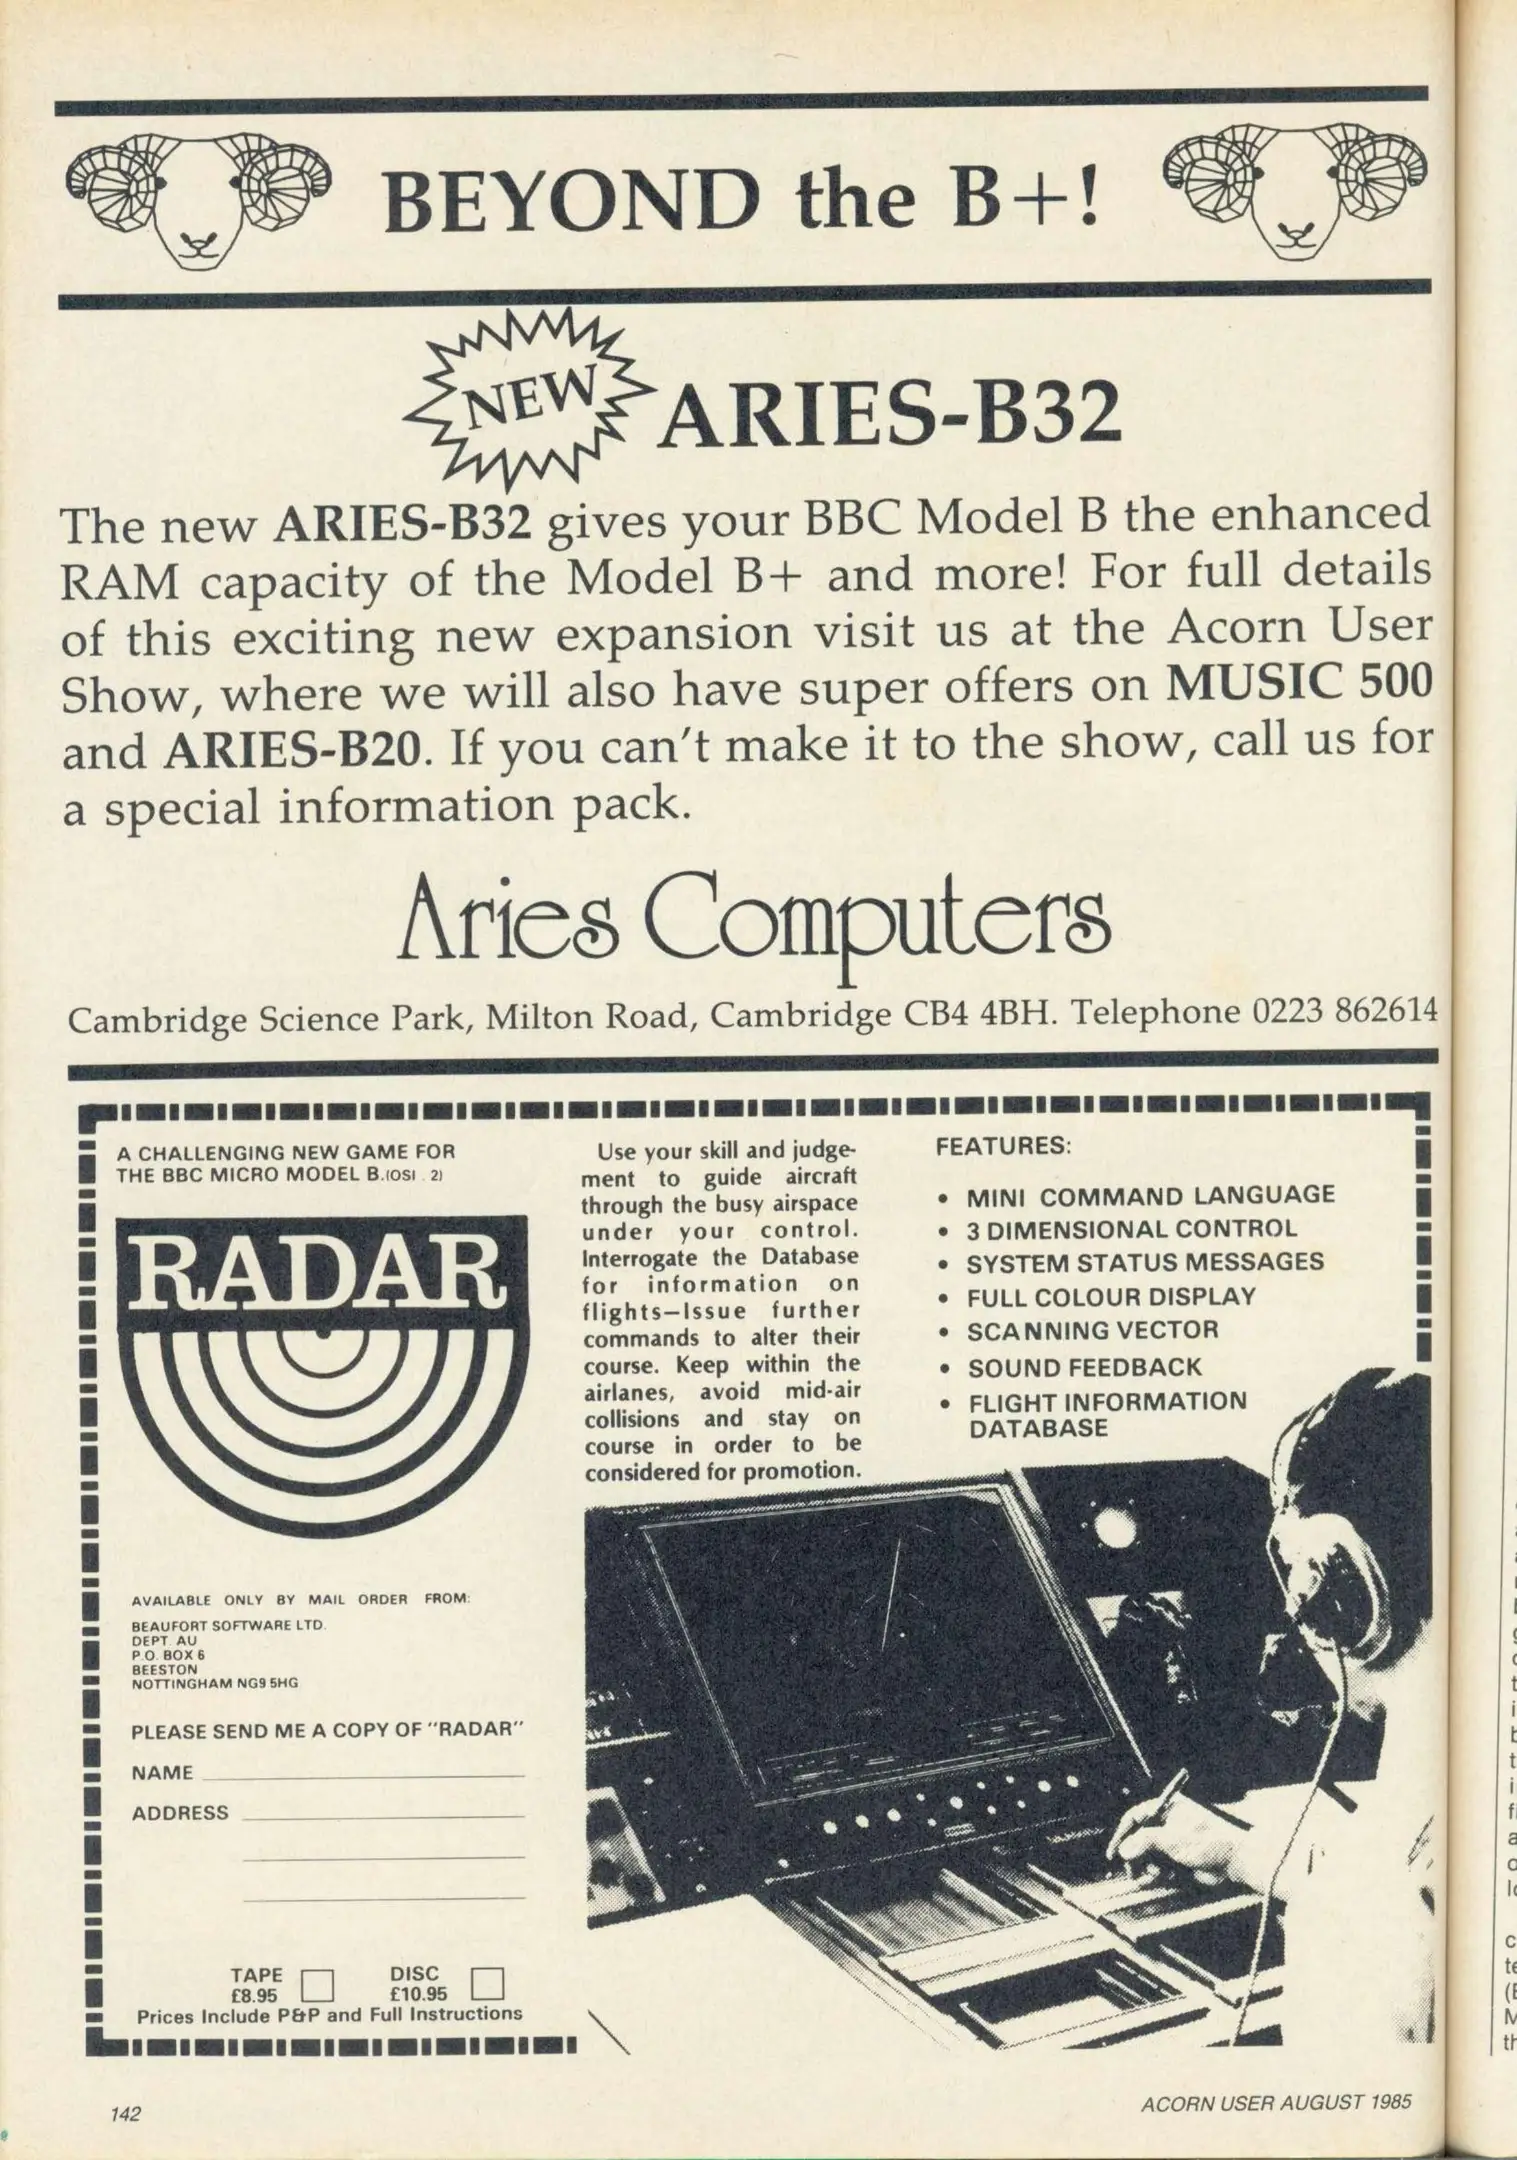 BEYOND the B+!
NEW
ARIES-B32
The new ARIES-B32 gives your BBC Model B the enhanced
RAM capacity of the Model B+ and more! For full details
of this exciting new expansion visit us at the Acorn User
Show, where we will also have super offers on MUSIC 500
and ARIES-B20. If you can't make it to the show, call us for
a special information pack.
Aries Computers
Cambridge Science Park, Milton Road, Cambridge CB4 4BH. Telephone 0223 862614
A CHALLENGING NEW GAME FOR
THE BBC MICRO MODEL B.(OSI . 2)
RADAR
AVAILABLE ONLY BY MAIL ORDER FROM:
BEAUFORT SOFTWARE LTD.
DEPT. AU
P.O. BOX 6
BEESTON
NOTTINGHAM NG9 5HG
PLEASE SEND ME A COPY OF "RADAR"
NAME
ADDRESS
TAPE
£8.95
DISC
£10.95
Prices Include P&P and Full Instructions
Use your skill and judge-
ment to guide aircraft
through the busy airspace
under your control.
Interrogate the Database
for information on
flights—Issue further
commands to alter their
course. Keep within the
airlanes, avoid mid-air
collisions and stay on
course in order to be
considered for promotion.
FEATURES:
• MINI COMMAND LANGUAGE
• 3 DIMENSIONAL CONTROL
• SYSTEM STATUS MESSAGES
• FULL COLOUR DISPLAY
• SCANNING VECTOR
• SOUND FEEDBACK
• FLIGHT INFORMATION
DATABASE
142
ACORN USER AUGUST 1985